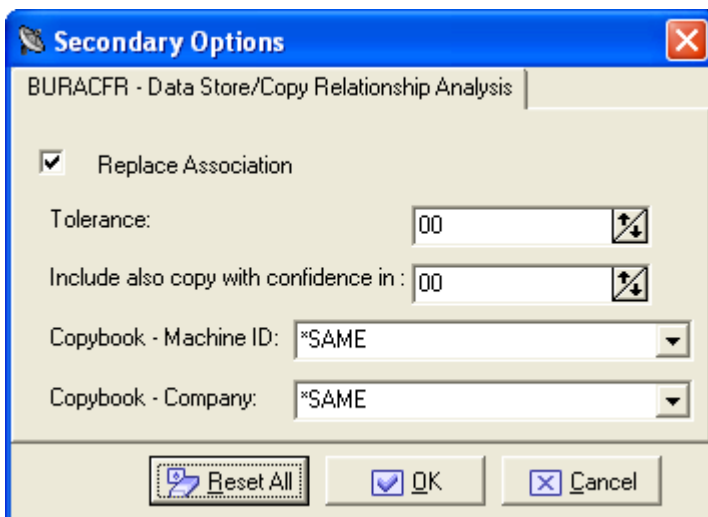 Secondary Options
BURACFR - Data Store/Copy Relationship Analysis
Replace Association
Tolerance: 00
Include also copy with confidence in : 00
Copybook - Machine ID: *SAME
Copybook - Company: *SAME
Reset All OK Cancel